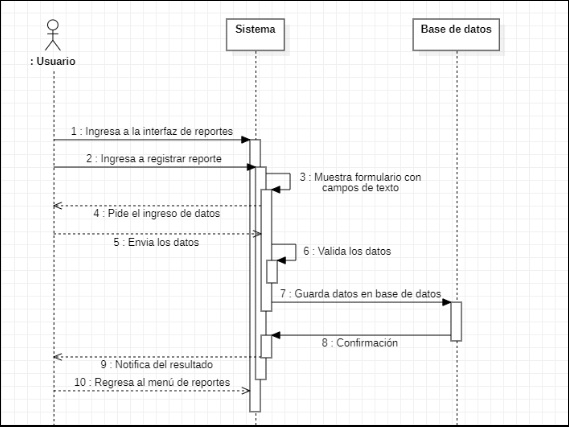 Sistema
Base de datos
: Usuario
1 : Ingresa a la interfaz de reportes
2 : Ingresa a registrar reporte
3 : Muestra formulario con
campos de texto
4 : Pide el ingreso de datos
5 : Envia los datos
6 : Valida los datos
7 : Guarda datos en base de datos
8 : Confirmación
9 : Notifica del resultado
10 : Regresa al menú de reportes